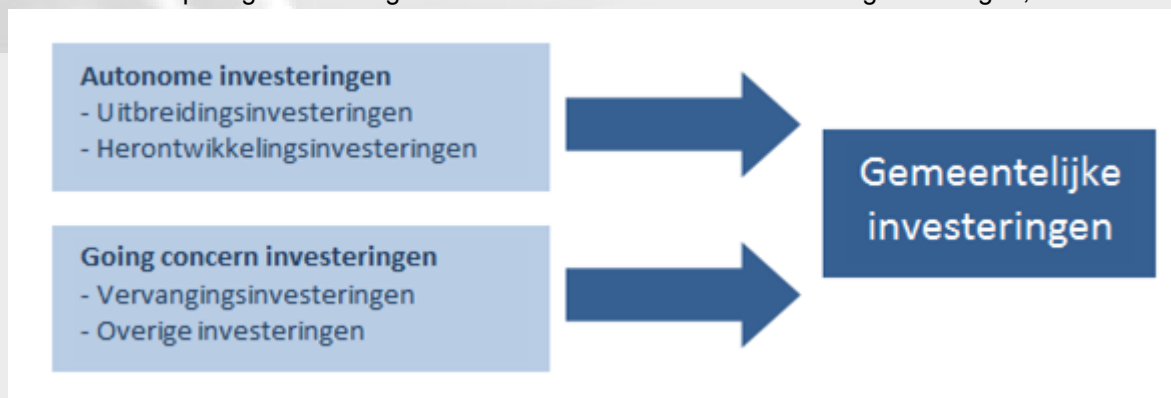 Autonome investeringen
- Uitbreidingsinvesteringen
- Herontwikkelingsinvesteringen
Gemeentelijke
investeringen
Going concern investeringen
- Vervangingsinvesteringen
- Overige investeringen